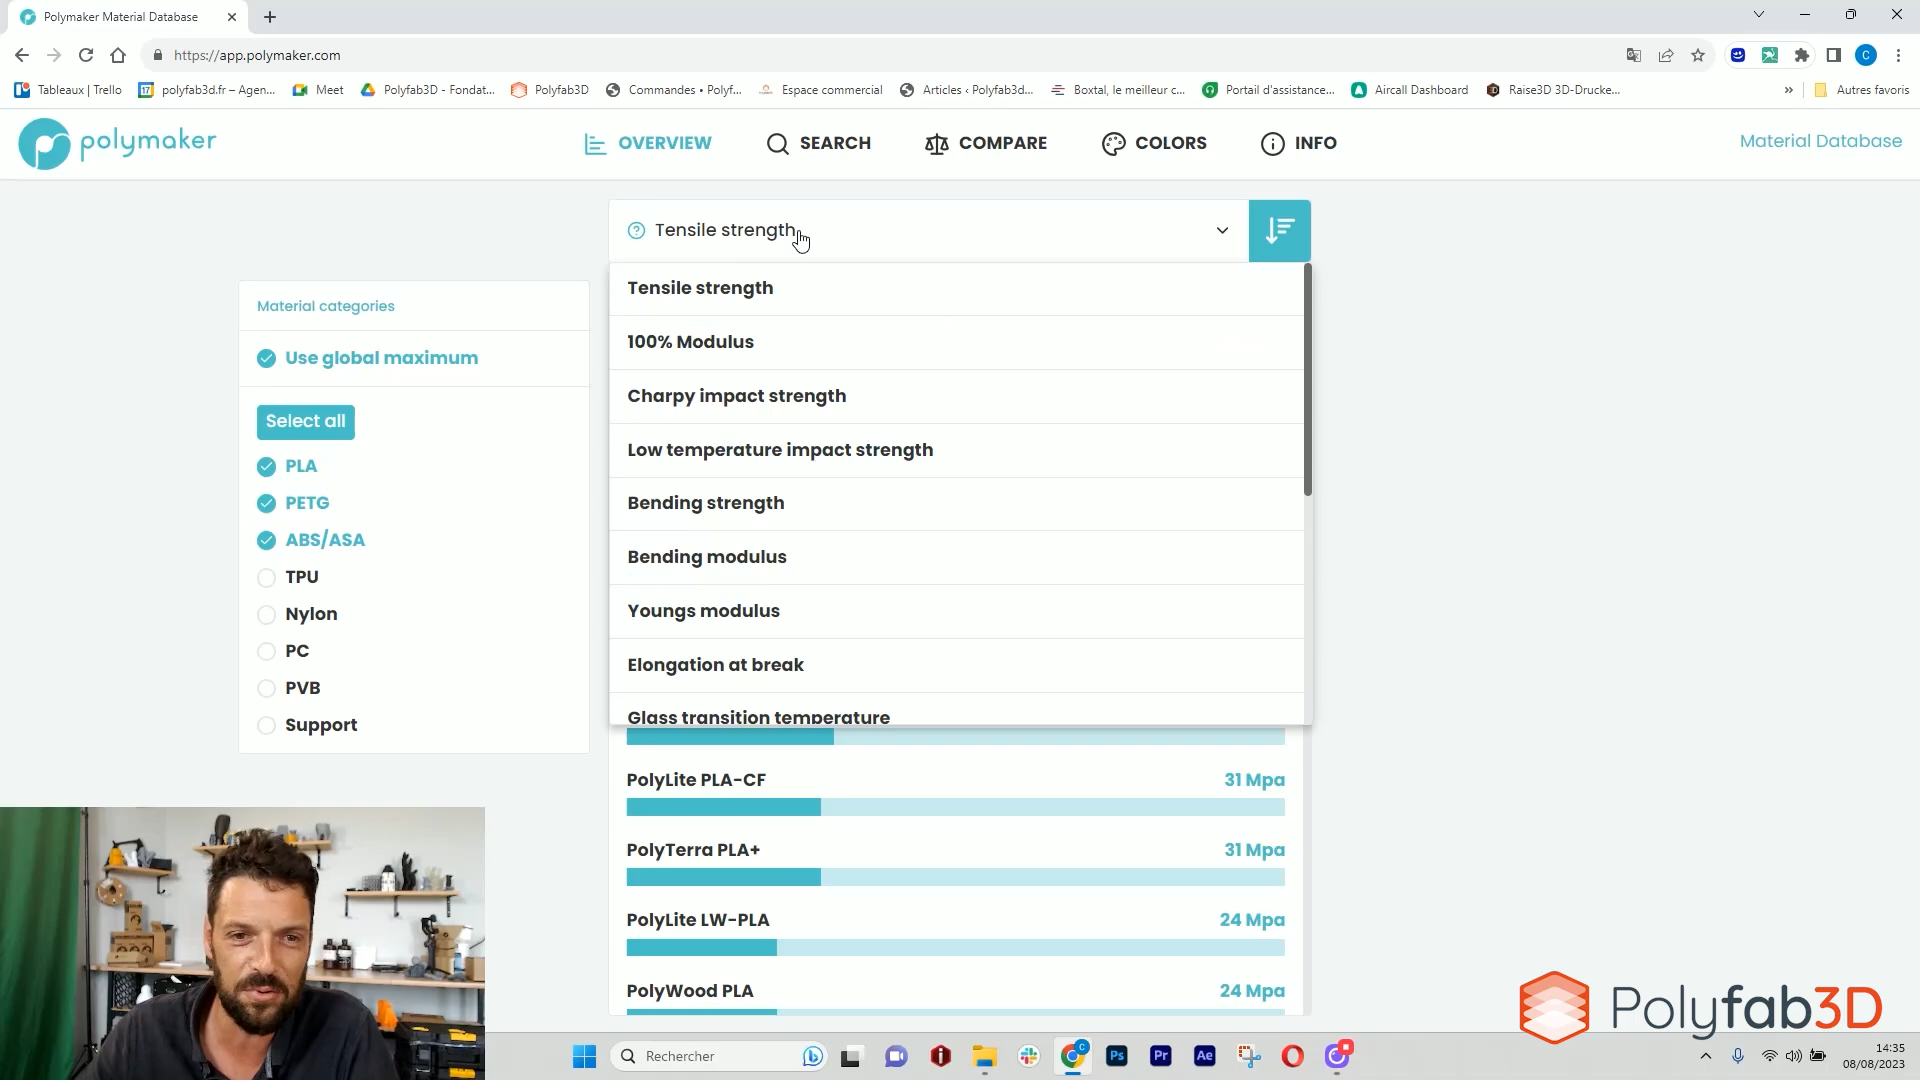 Polymaker Material Database
https://app.polymaker.com
Tableaux | Trello
17
polyfab3d.fr – Agen...
Meet
Polyfab3D - Fondat...
Polyfab3D
Commandes • Polyf...
Espace commercial
Articles ‹ Polyfab3d...
Boxtal, le meilleur c...
Portail d'assistance...
Aircall Dashboard
Raise3D 3D-Drucke...
»
Autres favoris
C
polymaker
OVERVIEW
SEARCH
COMPARE
COLORS
INFO
Material Database
Tensile strength
Material categories
Use global maximum
Select all
PLA
PETG
ABS/ASA
TPU
Nylon
PC
PVB
Support
Tensile strength
100% Modulus
Charpy impact strength
Low temperature impact strength
Bending strength
Bending modulus
Youngs modulus
Elongation at break
Glass transition temperature
PolyLite PLA-CF 31 Mpa
PolyTerra PLA+ 31 Mpa
PolyLite LW-PLA 24 Mpa
PolyWood PLA 24 Mpa
Polyfab3D
Rechercher
C
Ps
Pr
Ae
14:35
08/08/2023